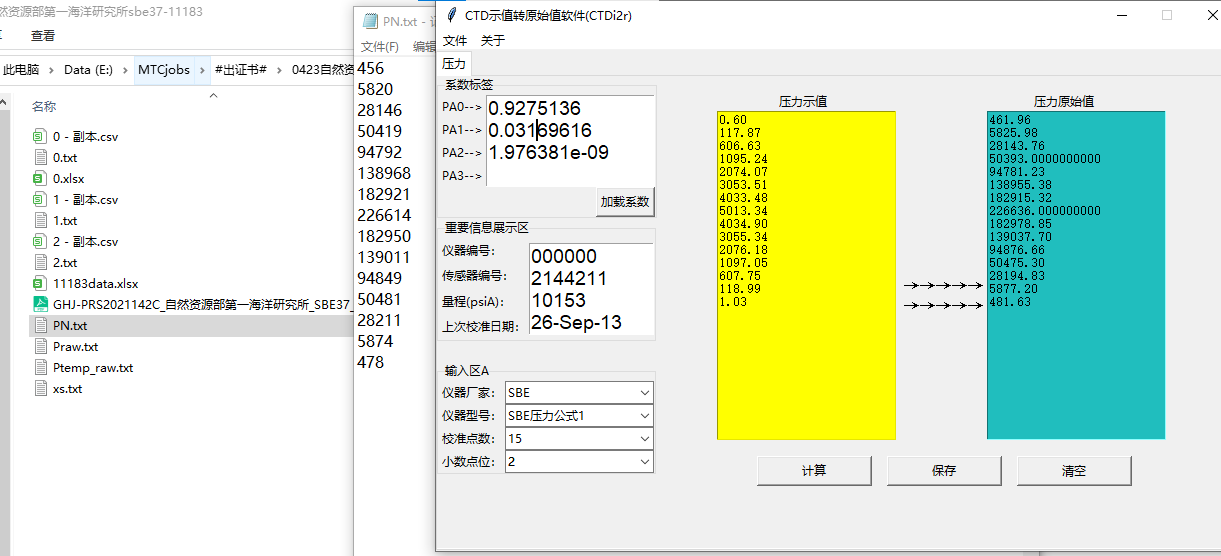 然资源部第一海洋研究所sbe37-11183
查看
此电脑 > Data (E:) > MTCjobs > #出证书# > 0423自然资
名称
0 - 副本.csv
0.txt
0.xlsx
1 - 副本.csv
1.txt
2 - 副本.csv
2.txt
11183data.xlsx
GHJ-PRS2021142C_自然资源部第一海洋研究所_SBE37_
PN.txt
Praw.txt
Ptemp_raw.txt
xs.txt
PN.txt - 
文件(F) 编辑
456
5820
28146
50419
94792
138968
182921
226614
182950
139011
94849
50481
28211
5874
478
CTD示值转原始值软件(CTDi2r)
文件 关于
压力
系数标签
PA0--> 0.9275136
PA1--> 0.03169616
PA2--> 1.976381e-09
PA3-->
加载系数
重要信息展示区
仪器编号: 000000
传感器编号: 2144211
量程(psiA): 10153
上次校准日期: 26-Sep-13
输入区A
仪器厂家: SBE
仪器型号: SBE压力公式1
校准点数: 15
小数点位: 2
压力示值
0.60
117.87
606.63
1095.24
2074.07
3053.51
4033.48
5013.34
4034.90
3055.34
2076.18
1097.05
607.75
118.99
1.03
→→→→→
→→→→→
压力原始值
461.96
5825.98
28143.76
50393.0000000000
94781.23
138955.38
182915.32
226636.000000000
182978.85
139037.70
94876.66
50475.30
28194.83
5877.20
481.63
计算 保存 清空